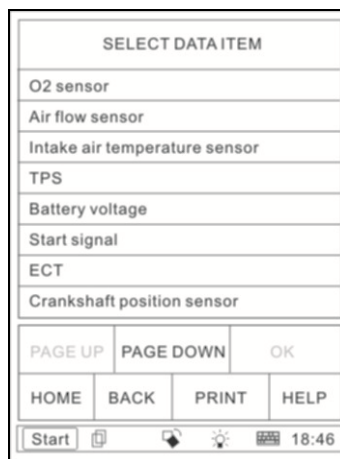 SELECT DATA ITEM
O2 sensor
Air flow sensor
Intake air temperature sensor
TPS
Battery voltage
Start signal
ECT
Crankshaft position sensor
PAGE UP PAGE DOWN OK
HOME BACK PRINT HELP
Start 18:46